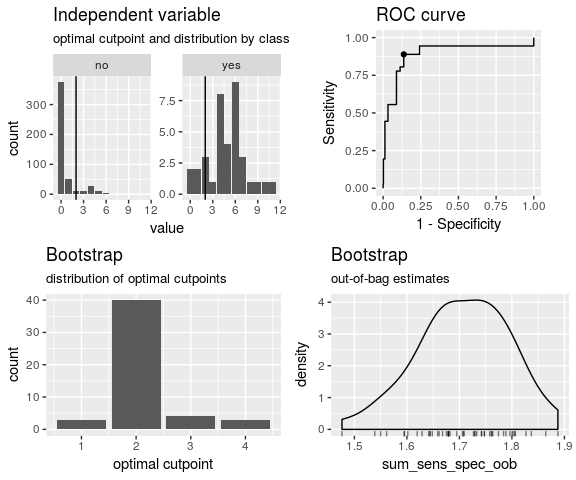 Independent variable
optimal cutpoint and distribution by class
no
yes
count
300
200
100
0
7.5
5.0
2.5
0.0
0 3 6 9 12
0 3 6 9 12
value
ROC curve
Sensitivity
1.00
0.75
0.50
0.25
0.00
0.00 0.25 0.50 0.75 1.00
1 - Specificity
Bootstrap
distribution of optimal cutpoints
count
40
30
20
10
0
1 2 3 4
optimal cutpoint
Bootstrap
out-of-bag estimates
density
4
3
2
1
0
1.5 1.6 1.7 1.8 1.9
sum_sens_spec_oob